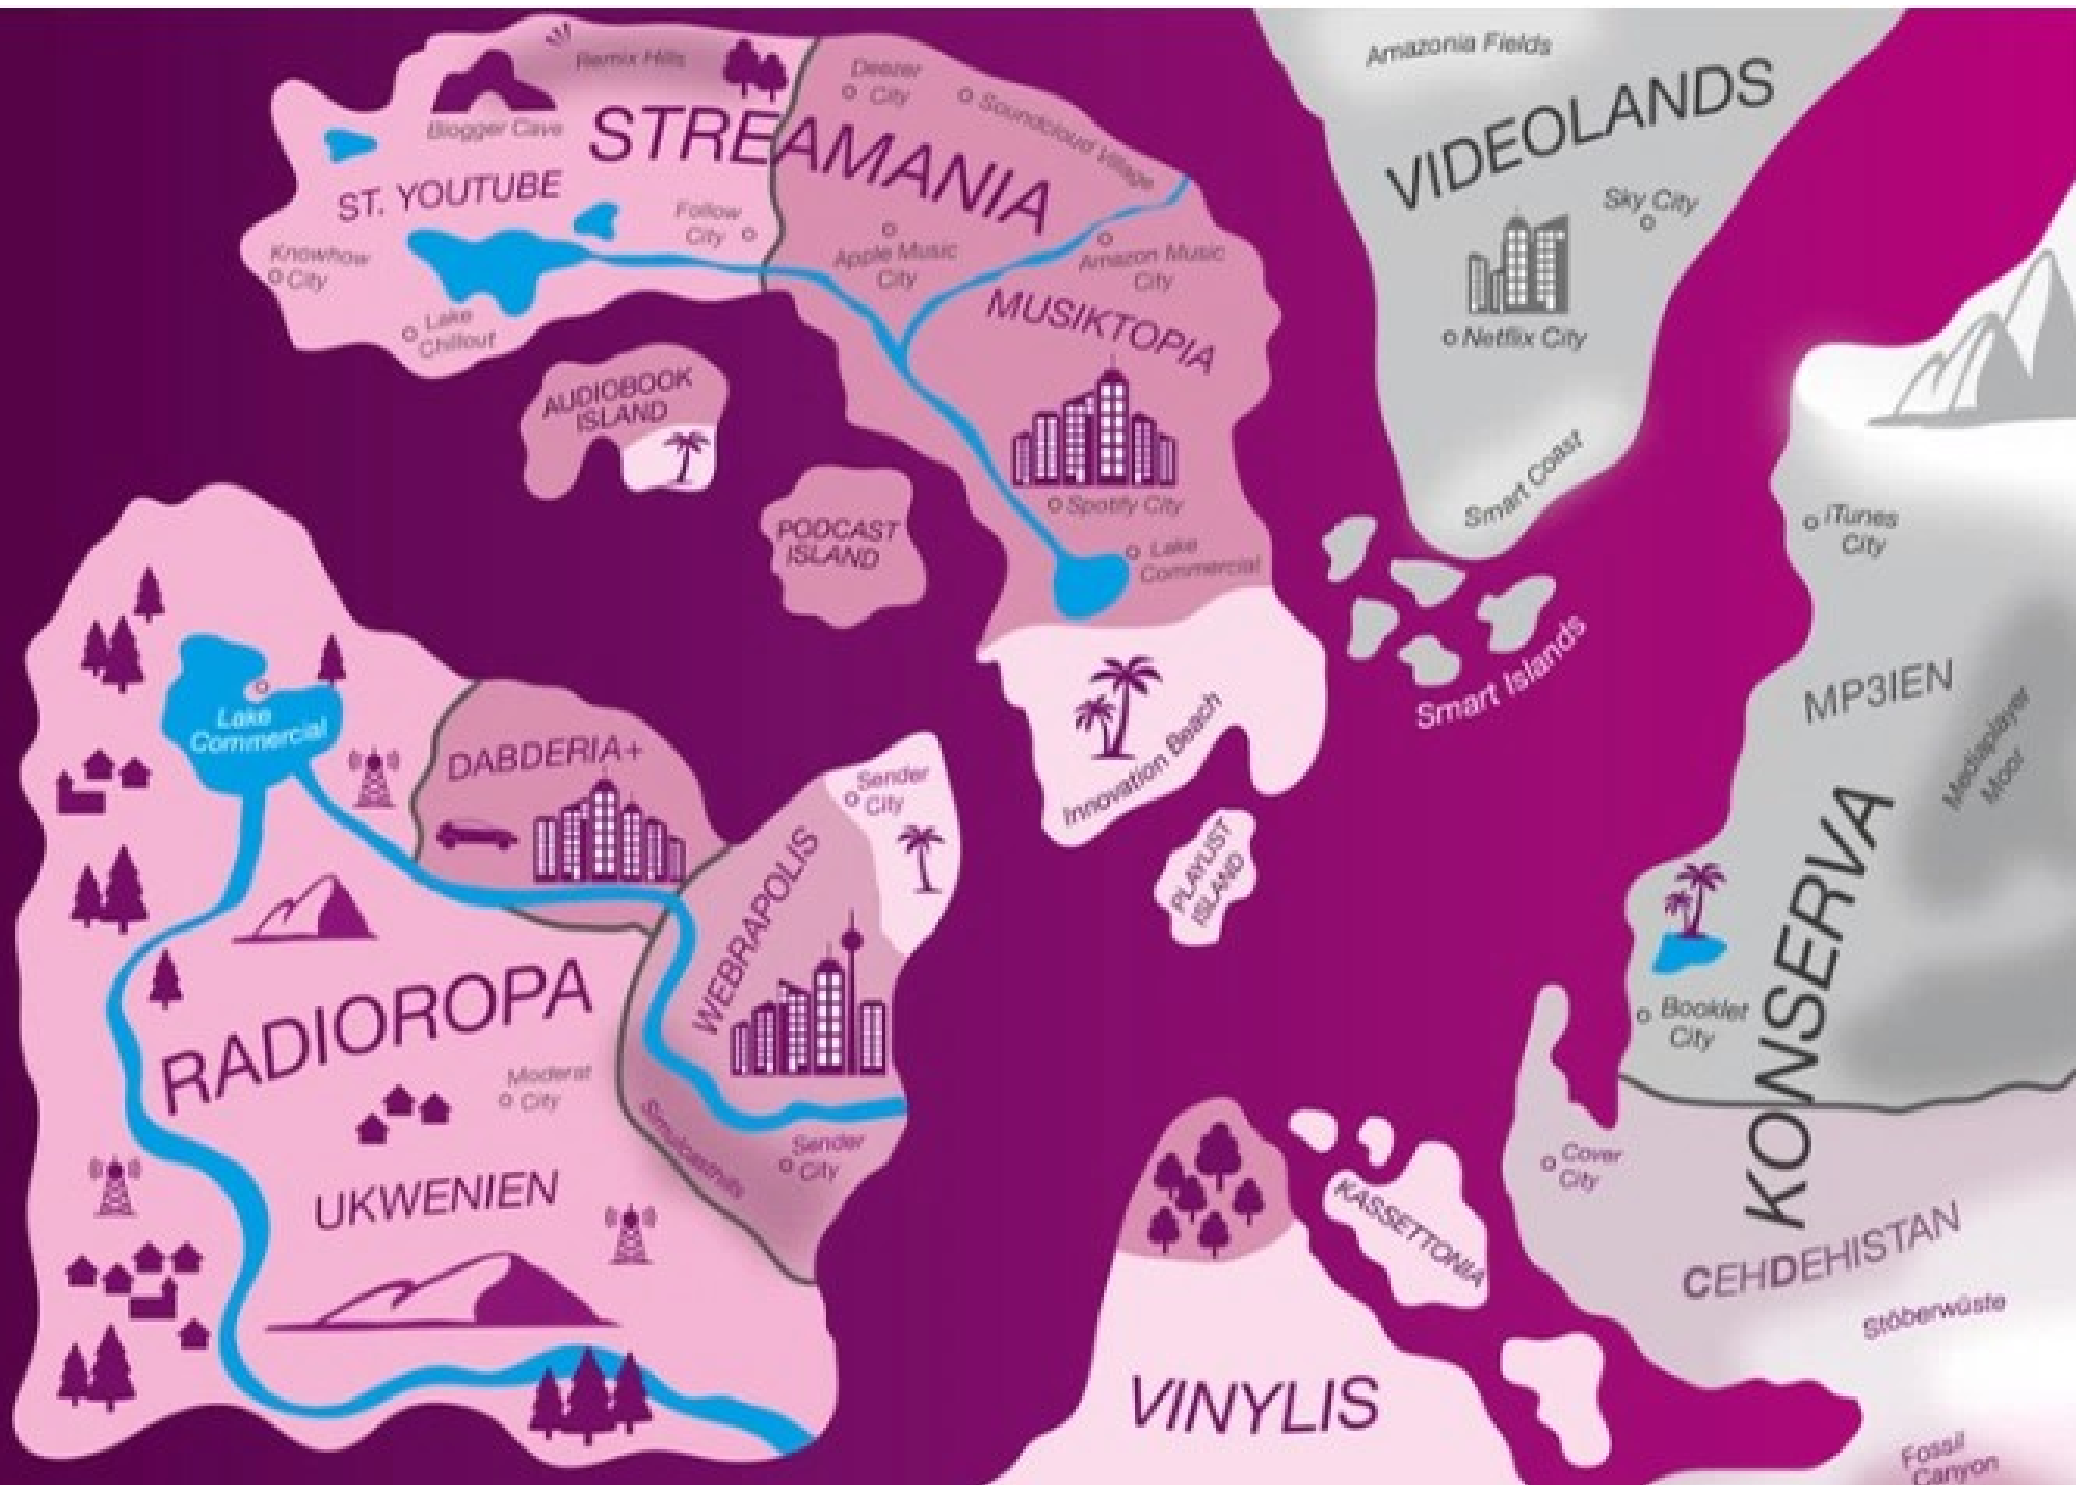 Remix Hills
Blogger Cave
STREAMANIA
Deezer
City
Soundcloud Village
ST. YOUTUBE
Follow
City
Knowhow
City
Lake
Chillout
Apple Music
City
Amazon Music
City
MUSIKTOPIA
Spotify City
Lake
Commercial
Innovation Beach
AUDIOBOOK
ISLAND
PODCAST
ISLAND
PLAYLIST
ISLAND
Amazonia Fields
VIDEOLANDS
Sky City
Netflix City
Smart Coast
Smart Islands
Lake
Commercial
DABDERIA+
Sender
City
WEBRAPOLIS
RADIOROPA
Moderat
City
Simulcasthills
Sender
City
UKWENIEN
iTunes
City
MP3IEN
Mediaplayer
Moor
KONSERVA
Booklet
City
Cover
City
CEHDEHISTAN
Stöberwüste
Fossil
Canyon
KASSETTONIA
VINYLIS